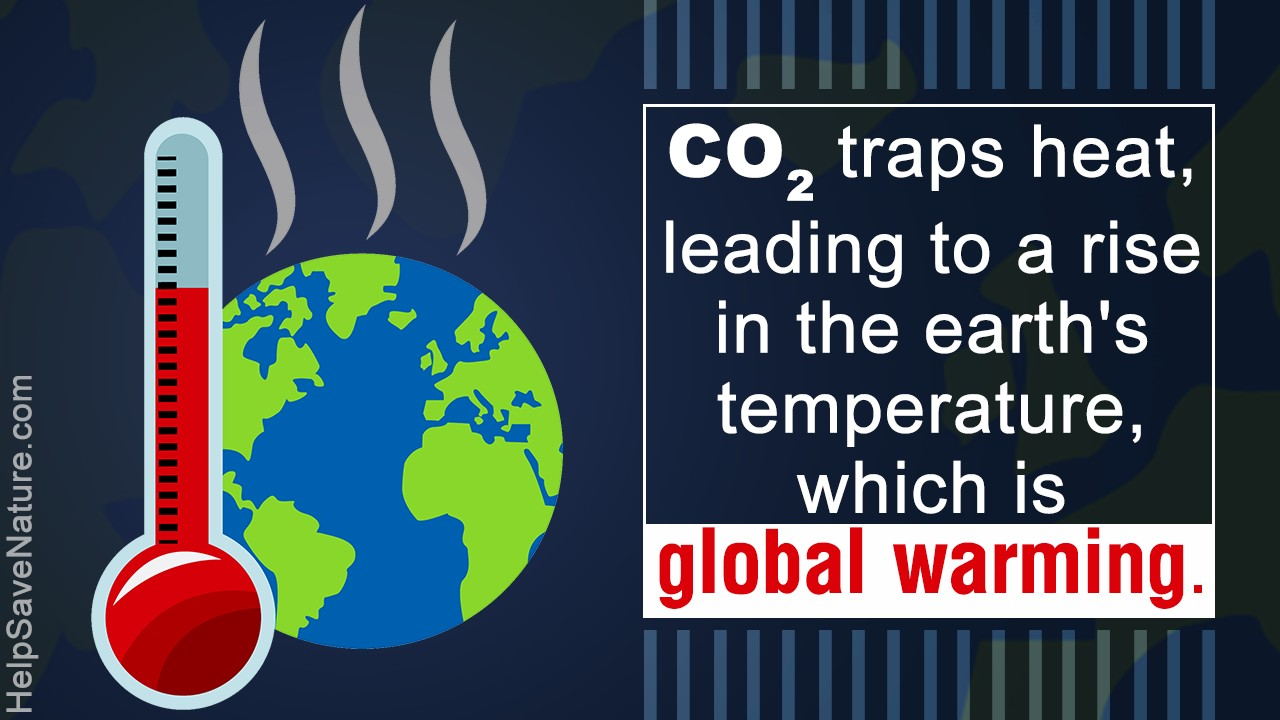 CO₂ traps heat,
leading to a rise
in the earth's
temperature,
which is
global warming.
HelpSaveNature.com